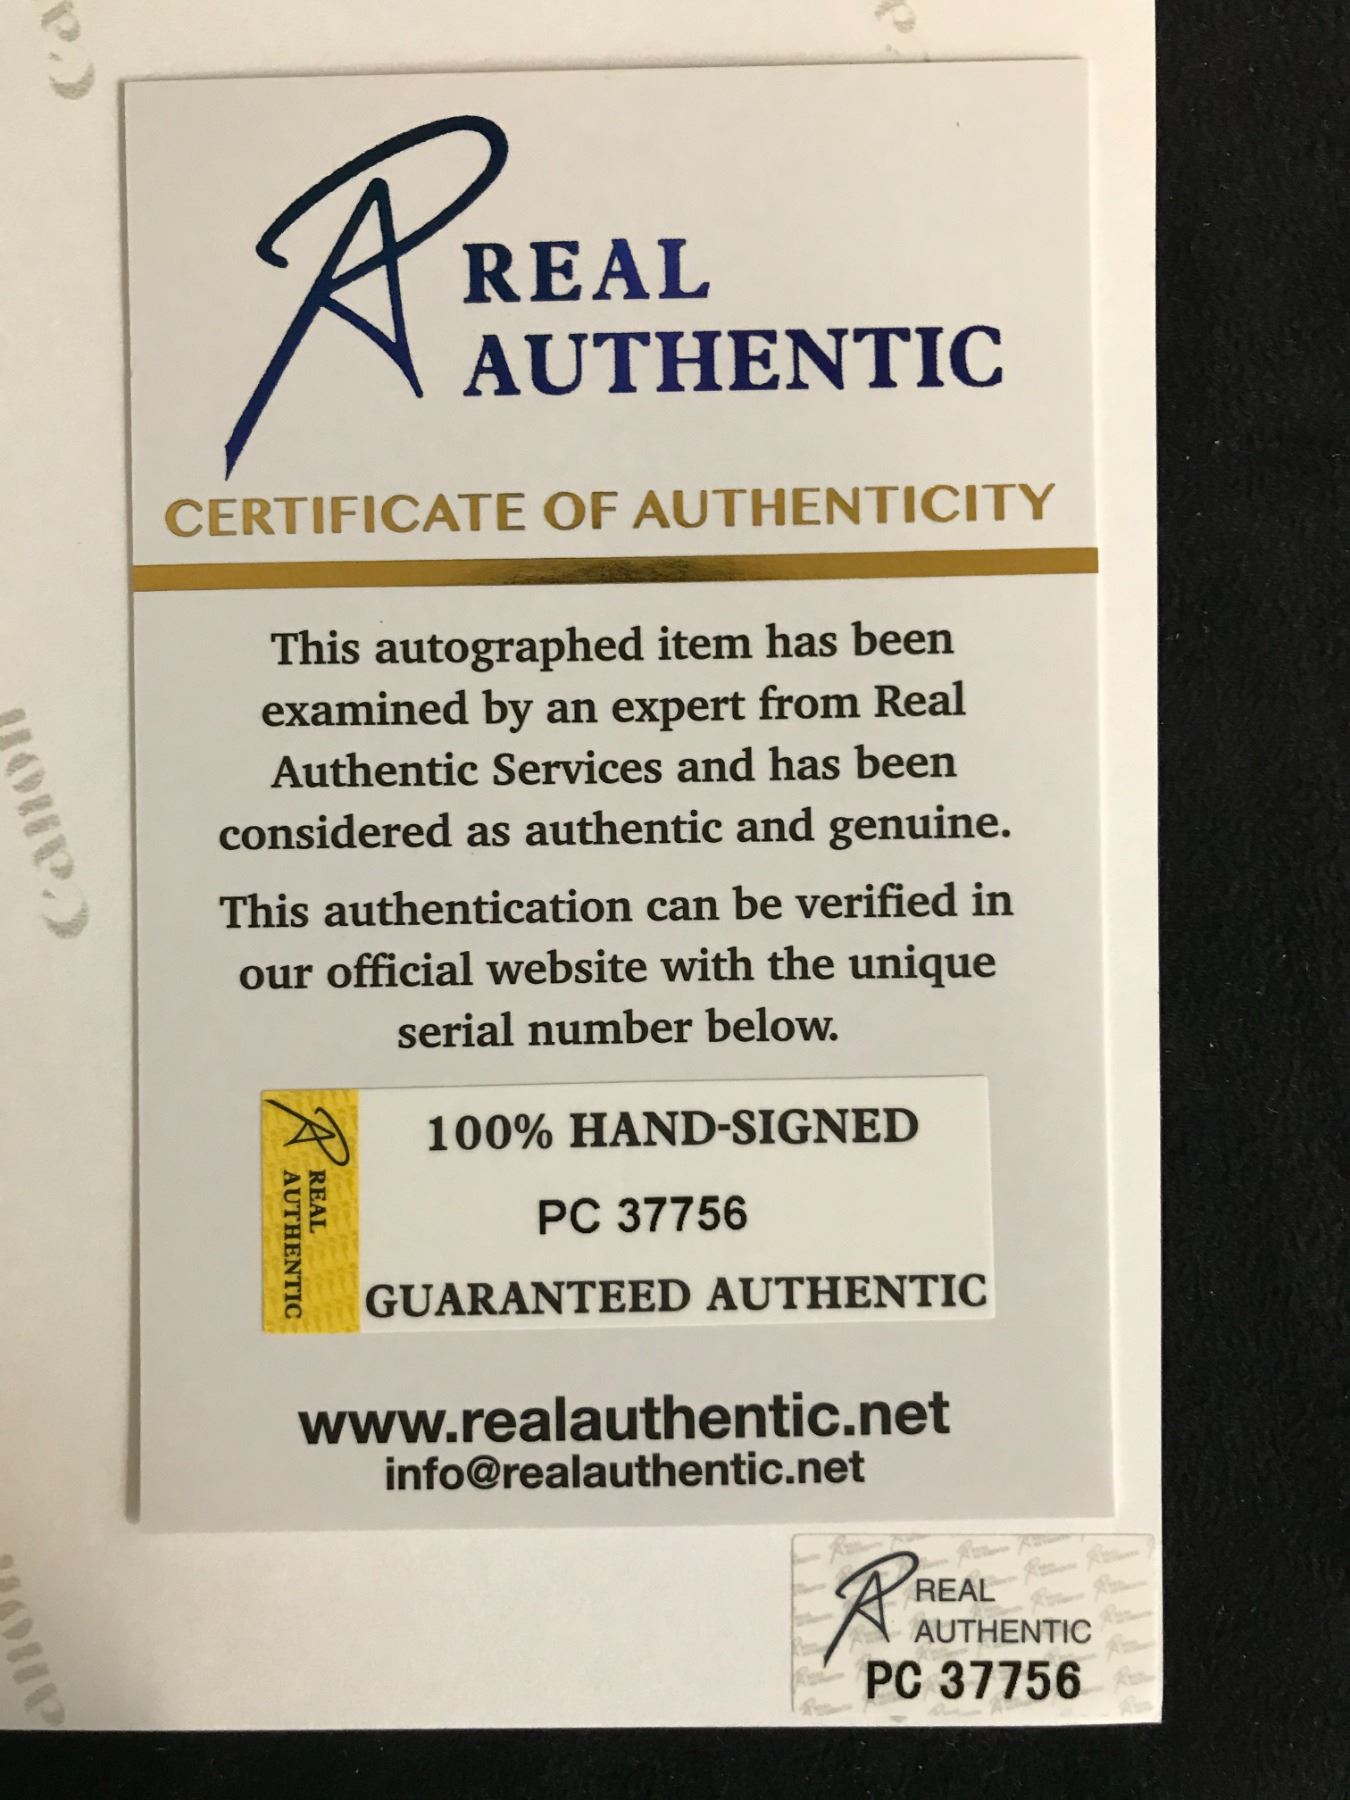 REAL
AUTHENTIC
CERTIFICATE OF AUTHENTICITY
This autographed item has been
examined by an expert from Real
Authentic Services and has been
considered as authentic and genuine.
This authentication can be verified in
our official website with the unique
serial number below.
REAL
AUTHENTIC
100% HAND-SIGNED
PC 37756
GUARANTEED AUTHENTIC
www.realauthentic.net
info@realauthentic.net
REAL
AUTHENTIC
PC 37756
Canon